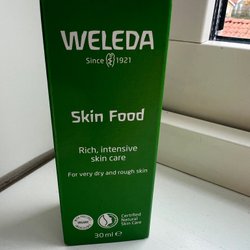 WELEDA
Since 1921
Skin Food
Rich, intensive
skin care
For very dry and rough skin
Certified
Natural
Skin Care
30 ml e